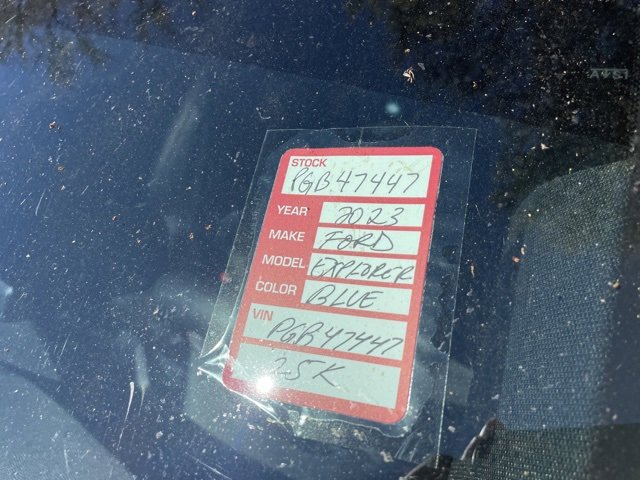 STOCK
PGB47447
YEAR 2023
MAKE FORD
MODEL EXPLORER
COLOR BLUE
VIN
PGB47447
25K